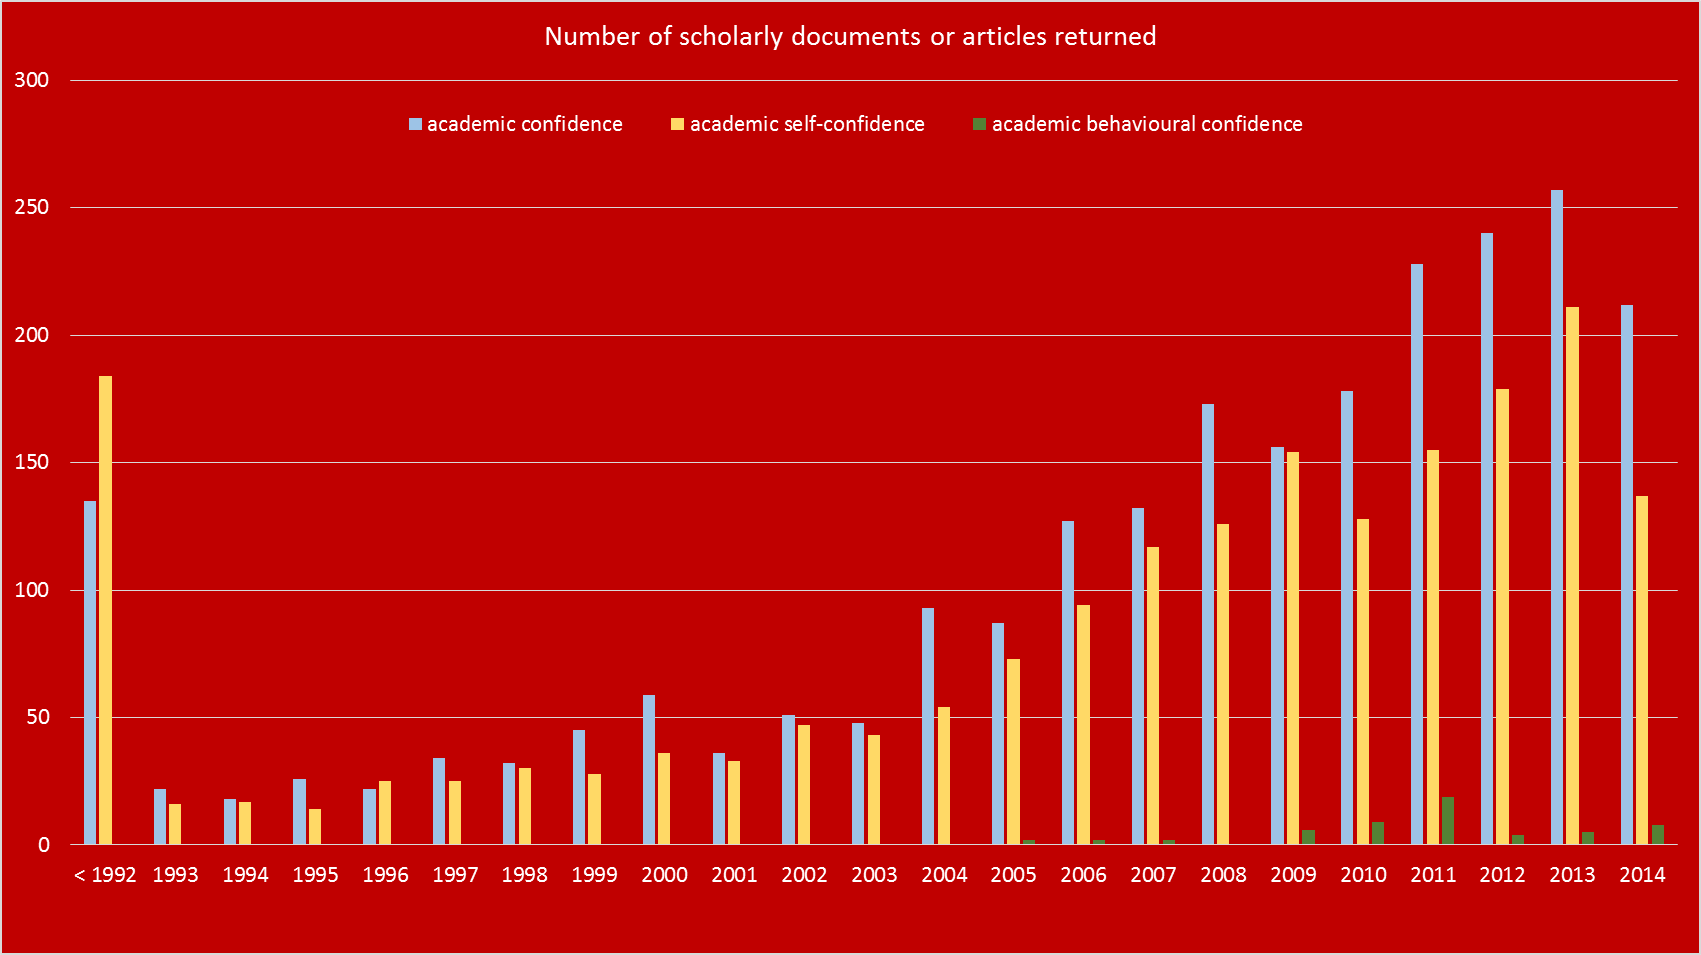 Number of scholarly documents or articles returned
300
academic confidence academic self-confidence academic behavioural confidence
250
200
150
100
50
0
< 1992 1993 1994 1995 1996 1997 1998 1999 2000 2001 2002 2003 2004 2005 2006 2007 2008 2009 2010 2011 2012 2013 2014